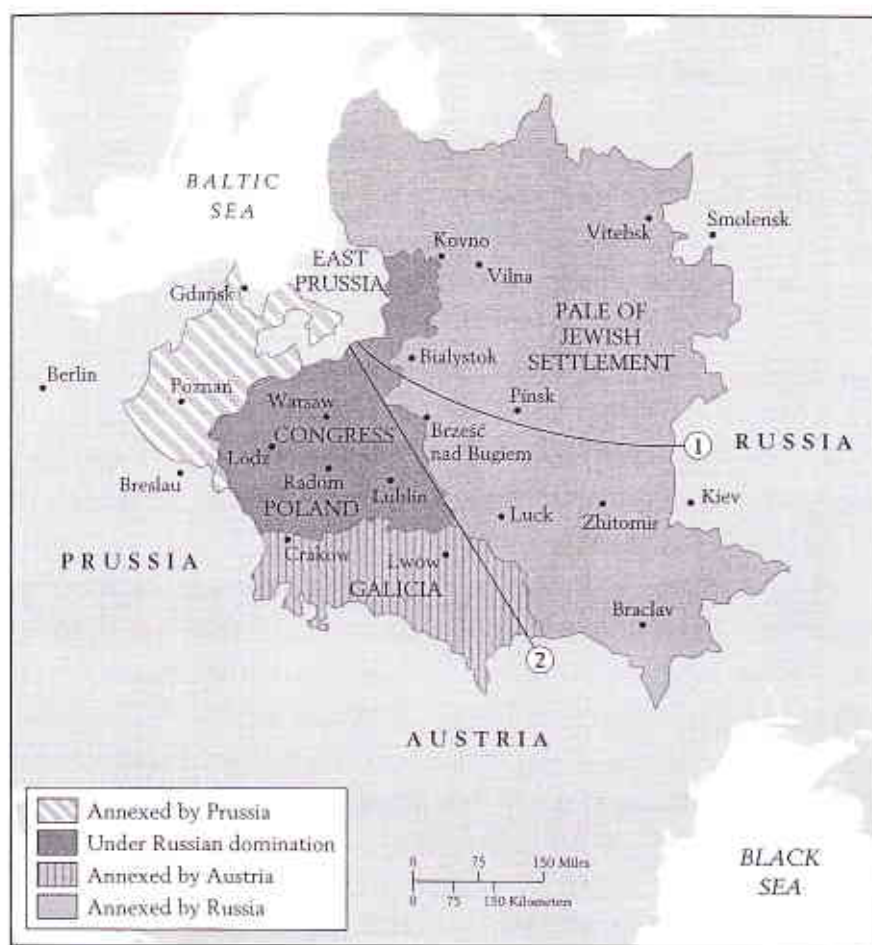 BALTIC
SEA
EAST
PRUSSIA
Gdańsk
Kovno
Vilna
Vitebsk
Smolensk
PALE OF
JEWISH
SETTLEMENT
Berlin
Poznań
Bialystok
Pinsk
Warsaw
CONGRESS
Brześć
nad Bugiem
1
RUSSIA
Lódz
Breslau
Radom
POLAND
Lublin
Luck
Zhitomir
Kiev
PRUSSIA
Crakow
Lwow
GALICIA
Braclav
2
AUSTRIA
Annexed by Prussia
Under Russian domination
Annexed by Austria
Annexed by Russia
0 75 150 Miles
0 75 150 Kilometers
BLACK
SEA